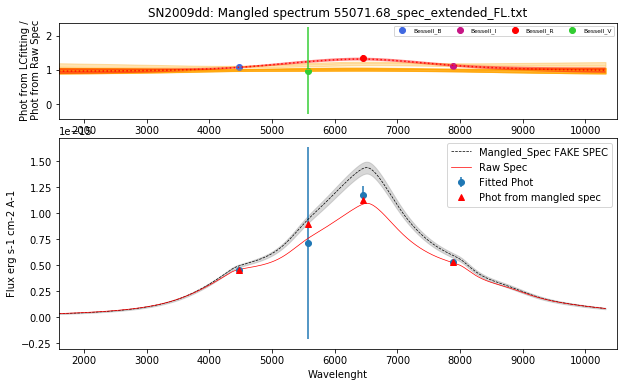 SN2009dd: Mangled spectrum 55071.68_spec_extended_FL.txt
Phot from LCfitting /
Phot from Raw Spec
2
1
0
Bessell_B
Bessell_I
Bessell_R
Bessell_V
2000 3000 4000 5000 6000 7000 8000 9000 10000
Flux erg s-1 cm-2 A-1
1.50
1.25
1.00
0.75
0.50
0.25
0.00
−0.25
Mangled_Spec FAKE SPEC
Raw Spec
Fitted Phot
Phot from mangled spec
2000 3000 4000 5000 6000 7000 8000 9000 10000
Wavelenght